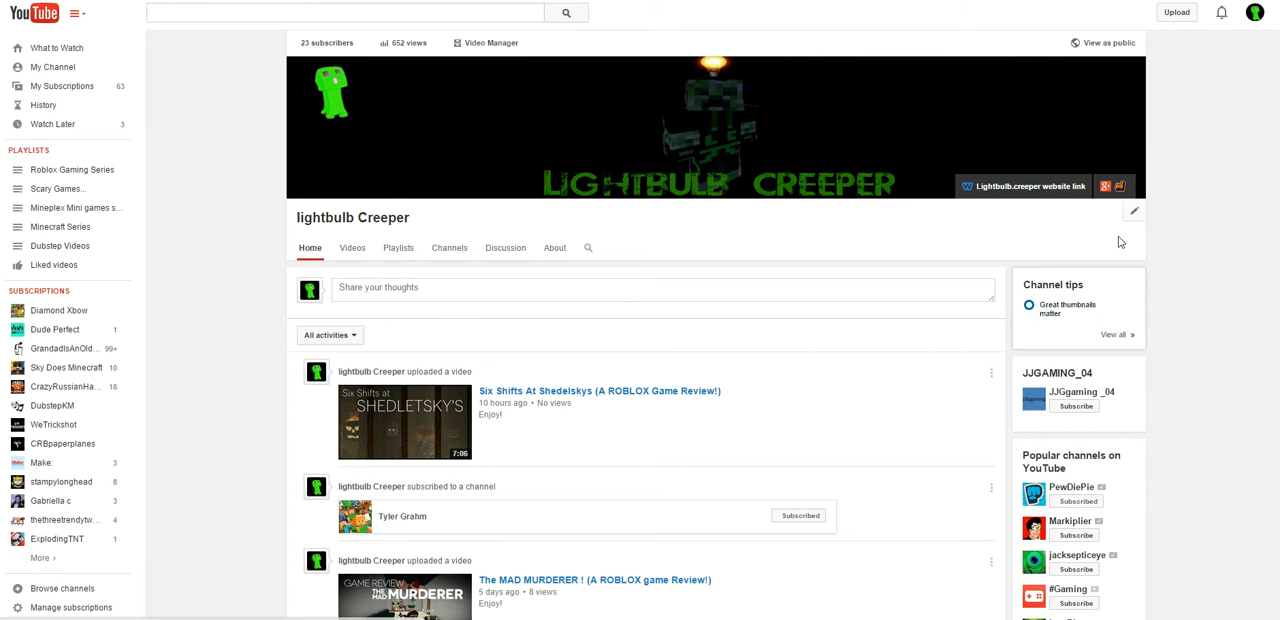 YouTube
Upload
What to Watch
My Channel
My Subscriptions 63
History
Watch Later 3
PLAYLISTS
Roblox Gaming Series
Scary Games...
Mineplex Mini games s...
Minecraft Series
Dubstep Videos
Liked videos
SUBSCRIPTIONS
Diamond Xbow
Dude Perfect 1
GrandadIsAnOld... 99+
Sky Does Minecraft 10
CrazyRussianHa... 18
DubstepKM
WeTrickshot
CRBpaperplanes
Make: 3
stampylonghead 8
Gabriella c 3
thethreetrendytw... 4
ExplodingTNT 1
More ›
Browse channels
Manage subscriptions
23 subscribers 652 views Video Manager View as public
LIGHTBULB CREEPER
Lightbulb.creeper website link
lightbulb Creeper
Home Videos Playlists Channels Discussion About
Share your thoughts
All activities
lightbulb Creeper uploaded a video
Six Shifts at
SHEDLETSKY'S
7:06
Six Shifts At Shedelskys (A ROBLOX Game Review!)
10 hours ago • No views
Enjoy!
lightbulb Creeper subscribed to a channel
Tyler Grahm Subscribed
lightbulb Creeper uploaded a video
GAME REVIEW:
THE MAD
MURDERER
The MAD MURDERER ! (A ROBLOX game Review!)
5 days ago • 8 views
Enjoy!
Channel tips
Great thumbnails
matter
View all »
JJGAMING_04
JJgaming _04
Subscribe
Popular channels on
YouTube
PewDiePie
Subscribed
Markiplier
Subscribe
jacksepticeye
Subscribe
#Gaming
Subscribe